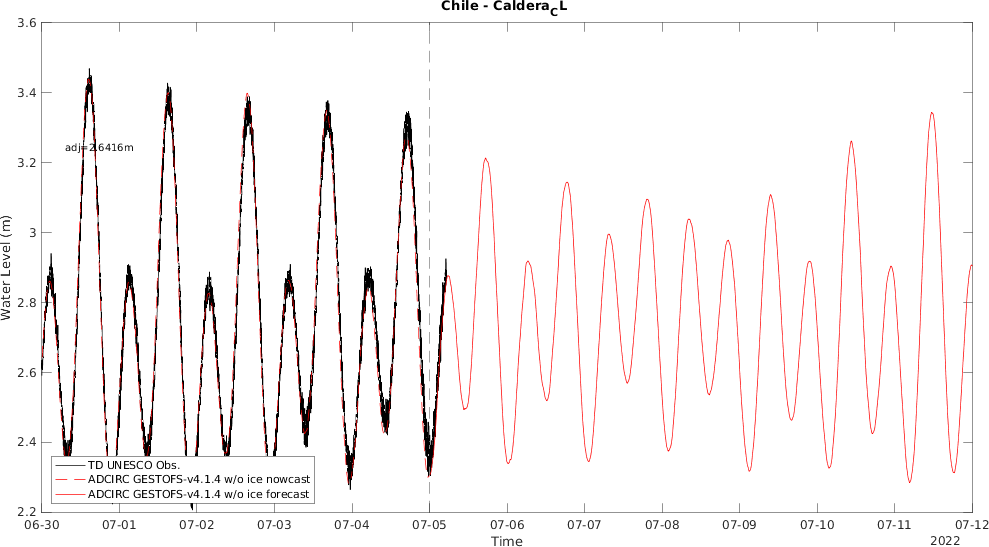 Chile - Caldera_CL
3.6
3.4
3.2
3
2.8
2.6
2.4
2.2
Water Level (m)
adj=2.6416m
TD UNESCO Obs.
ADCIRC GESTOFS-v4.1.4 w/o ice nowcast
ADCIRC GESTOFS-v4.1.4 w/o ice forecast
06-30 07-01 07-02 07-03 07-04 07-05 07-06 07-07 07-08 07-09 07-10 07-11 07-12
Time
2022